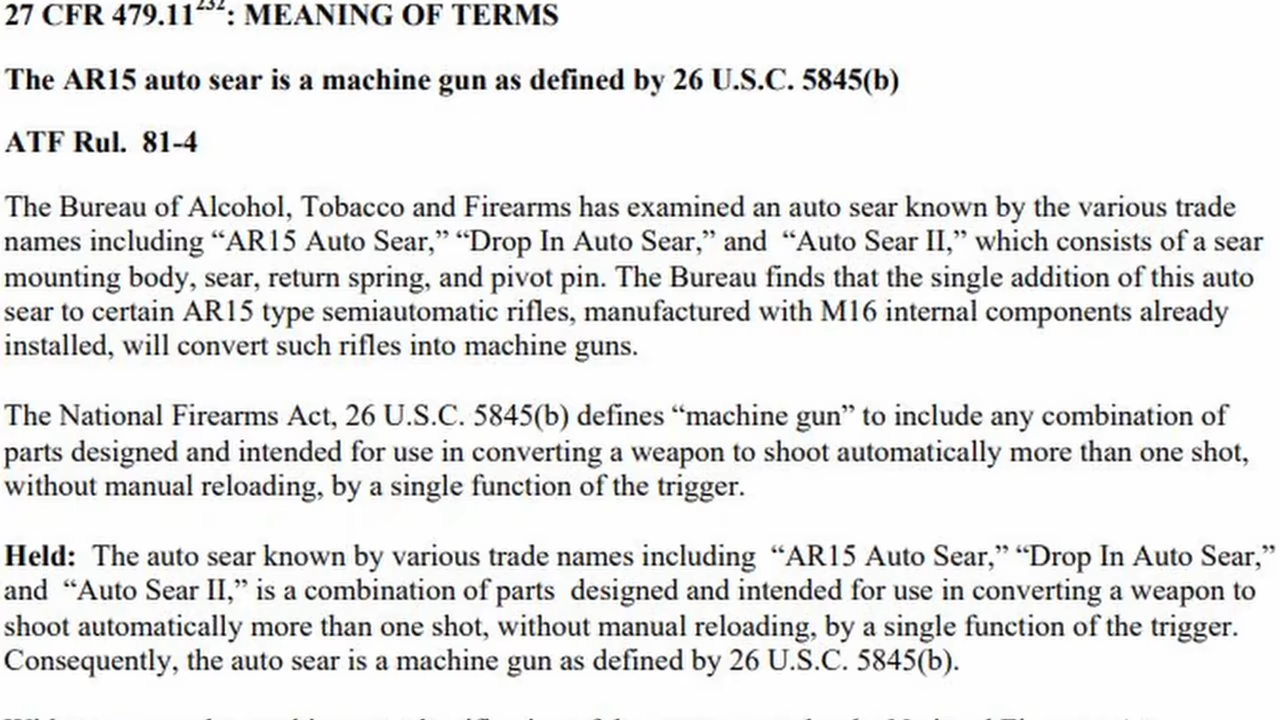 27 CFR 479.11²³²: MEANING OF TERMS
The AR15 auto sear is a machine gun as defined by 26 U.S.C. 5845(b)
ATF Rul.  81-4
The Bureau of Alcohol, Tobacco and Firearms has examined an auto sear known by the various trade
names including “AR15 Auto Sear,” “Drop In Auto Sear,” and  “Auto Sear II,” which consists of a sear
mounting body, sear, return spring, and pivot pin. The Bureau finds that the single addition of this auto
sear to certain AR15 type semiautomatic rifles, manufactured with M16 internal components already
installed, will convert such rifles into machine guns.
The National Firearms Act, 26 U.S.C. 5845(b) defines “machine gun” to include any combination of
parts designed and intended for use in converting a weapon to shoot automatically more than one shot,
without manual reloading, by a single function of the trigger.
Held:  The auto sear known by various trade names including  “AR15 Auto Sear,” “Drop In Auto Sear,”
and  “Auto Sear II,” is a combination of parts  designed and intended for use in converting a weapon to
shoot automatically more than one shot, without manual reloading, by a single function of the trigger.
Consequently, the auto sear is a machine gun as defined by 26 U.S.C. 5845(b).